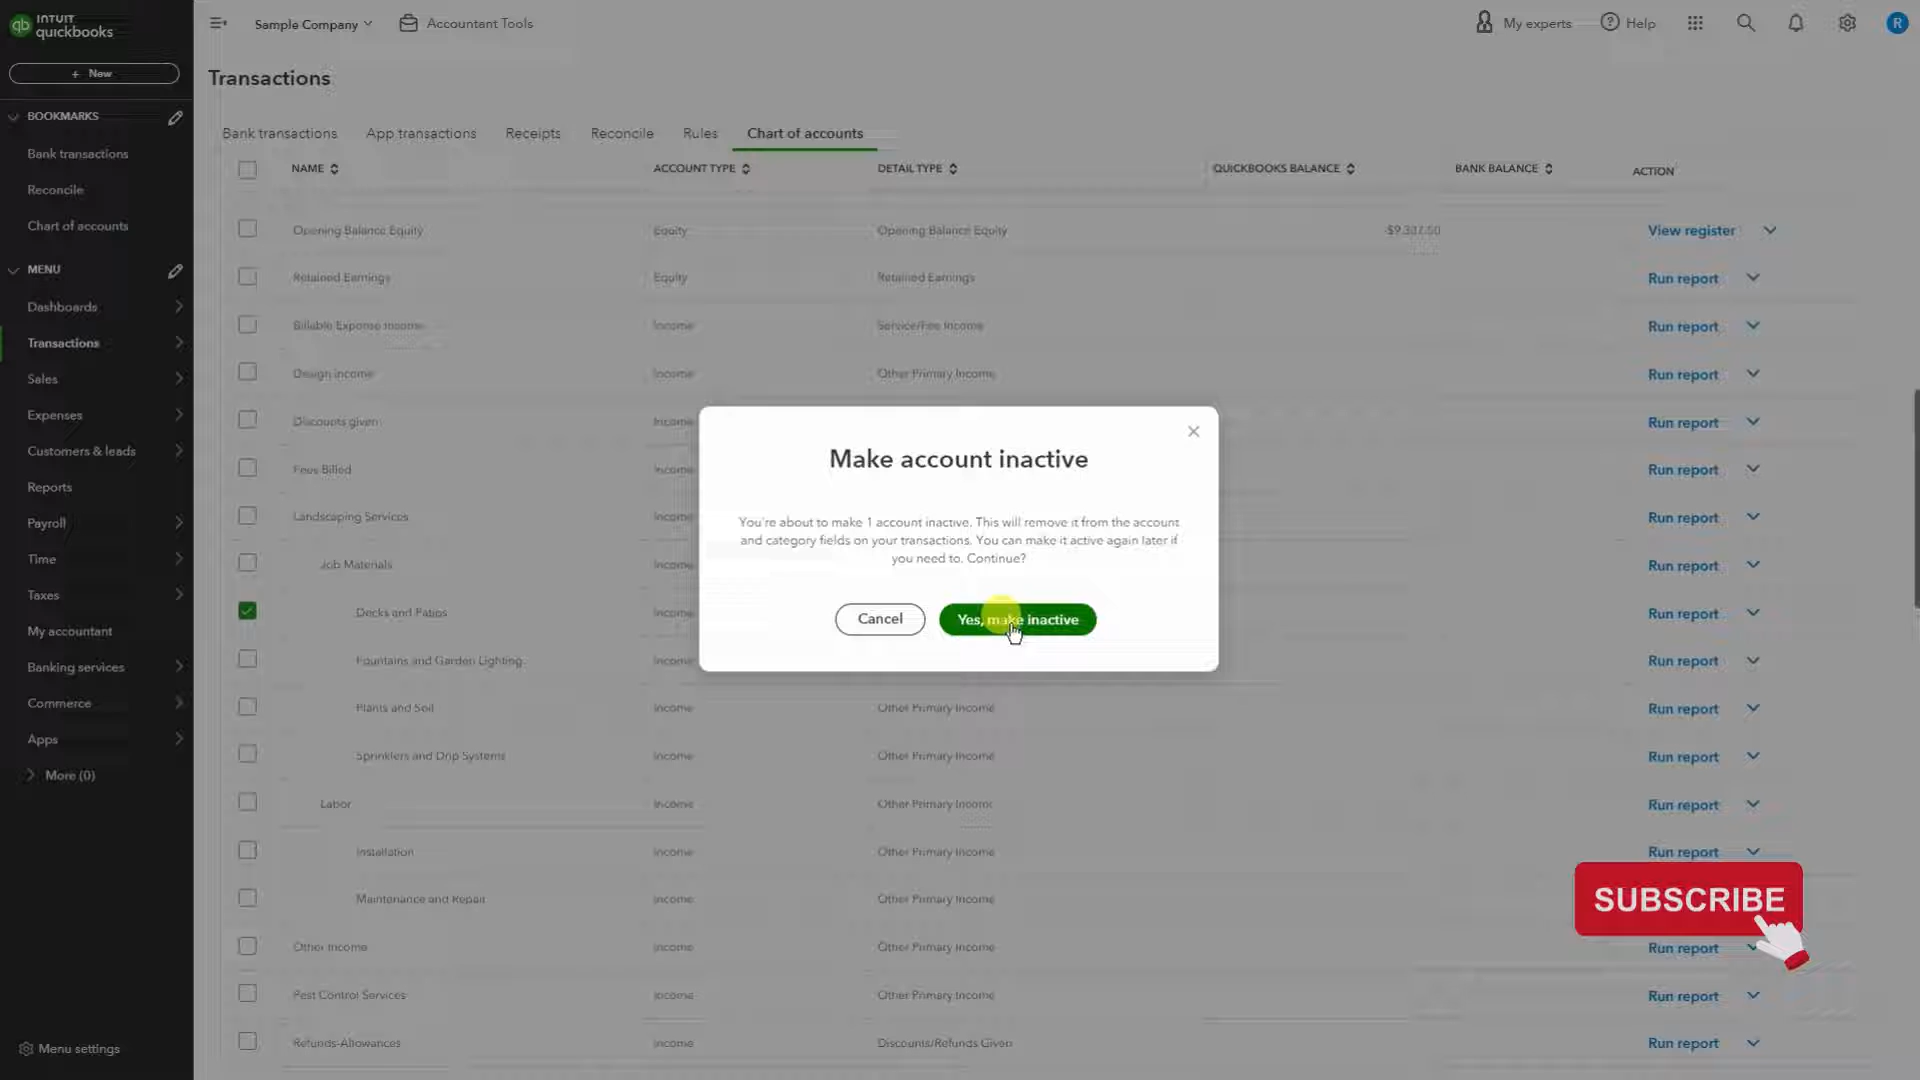 INTUIT
quickbooks
Sample Company
Accountant Tools
My experts
Help
R
+ New
BOOKMARKS
Bank transactions
Reconcile
Chart of accounts
MENU
Dashboards
Transactions
Sales
Expenses
Customers & leads
Reports
Payroll
Time
Taxes
My accountant
Banking services
Commerce
Apps
More (0)
Menu settings
Transactions
Bank transactions
App transactions
Receipts
Reconcile
Rules
Chart of accounts
NAME
ACCOUNT TYPE
DETAIL TYPE
QUICKBOOKS BALANCE
BANK BALANCE
ACTION
Opening Balance Equity Equity Opening Balance Equity View register
Retained Earnings Equity Retained Earnings Run report
Billable Expense Income Income Service/Fee Income Run report
Design income Income Other Primary Income Run report
Discounts given Income Run report
Fees Billed Income Run report
Landscaping Services Income Run report
Job Materials Income Run report
Decks and Patios Income Run report
Fountains and Garden Lighting Income Run report
Plants and Soil Income Other Primary Income Run report
Sprinklers and Drip Systems Income Other Primary Income Run report
Labor Income Other Primary Income Run report
Installation Income Other Primary Income Run report
Maintenance and Repair Income Other Primary Income
Other Income Income Other Primary Income Run report
Pest Control Services Income Other Primary Income Run report
Refunds-Allowances Income Discounts/Refunds Given Run report
Make account inactive
You're about to make 1 account inactive. This will remove it from the account
and category fields on your transactions. You can make it active again later if
you need to. Continue?
Cancel
Yes, make inactive
SUBSCRIBE